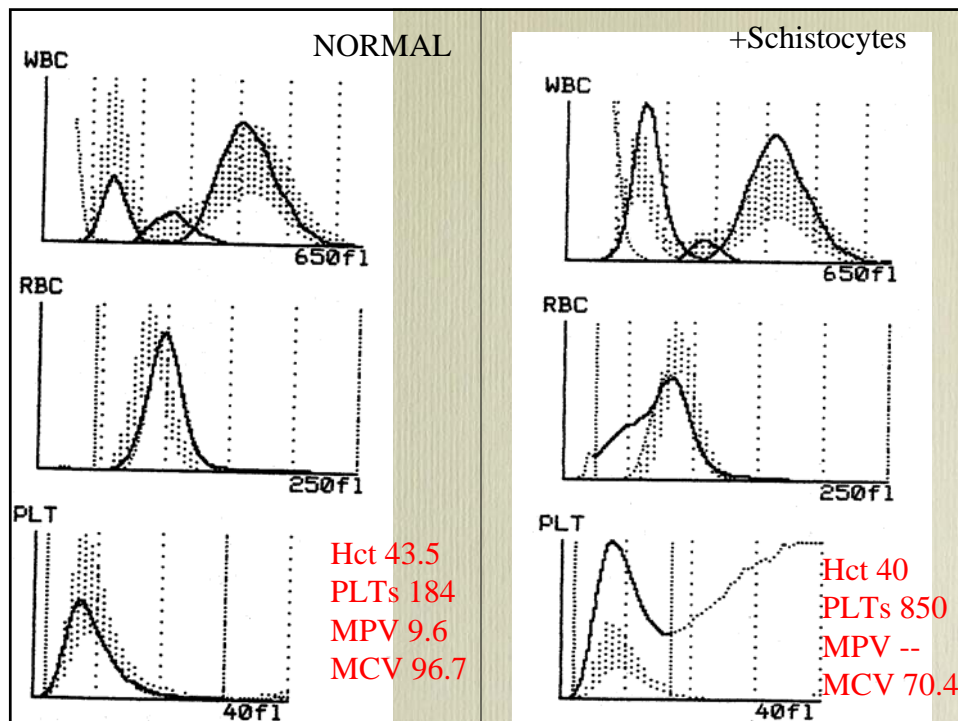 NORMAL
WBC
650fl
RBC
250fl
PLT
40fl
Hct 43.5
PLTs 184
MPV 9.6
MCV 96.7
+Schistocytes
WBC
650fl
RBC
250fl
PLT
40fl
Hct 40
PLTs 850
MPV --
MCV 70.4